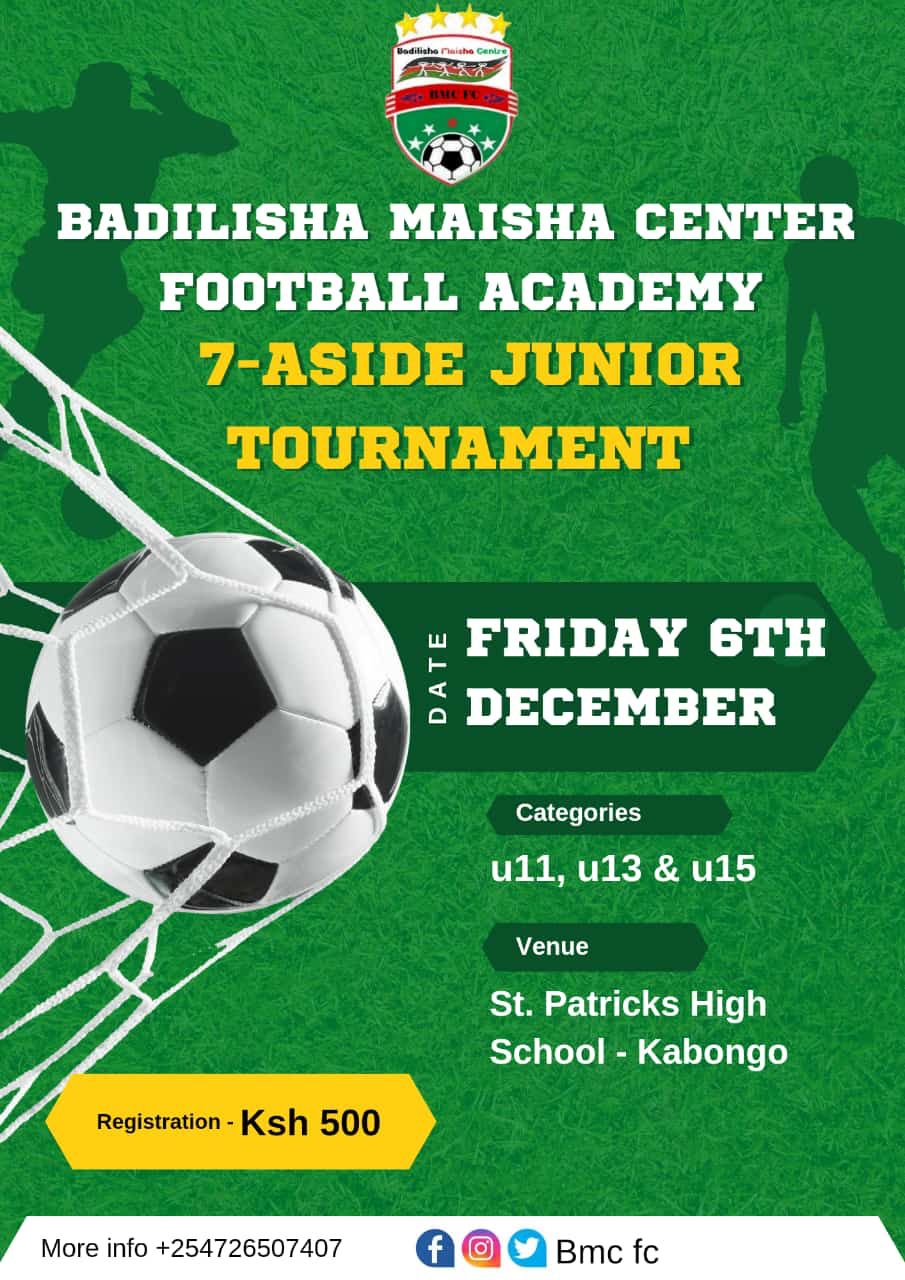 Badilisha Maisha Centre
BMC FC
BADILISHA MAISHA CENTER
FOOTBALL ACADEMY
7-ASIDE JUNIOR
TOURNAMENT
DATE
FRIDAY 6TH
DECEMBER
Categories
u11, u13 & u15
Venue
St. Patricks High
School - Kabongo
Registration - Ksh 500
More info +254726507407
Bmc fc